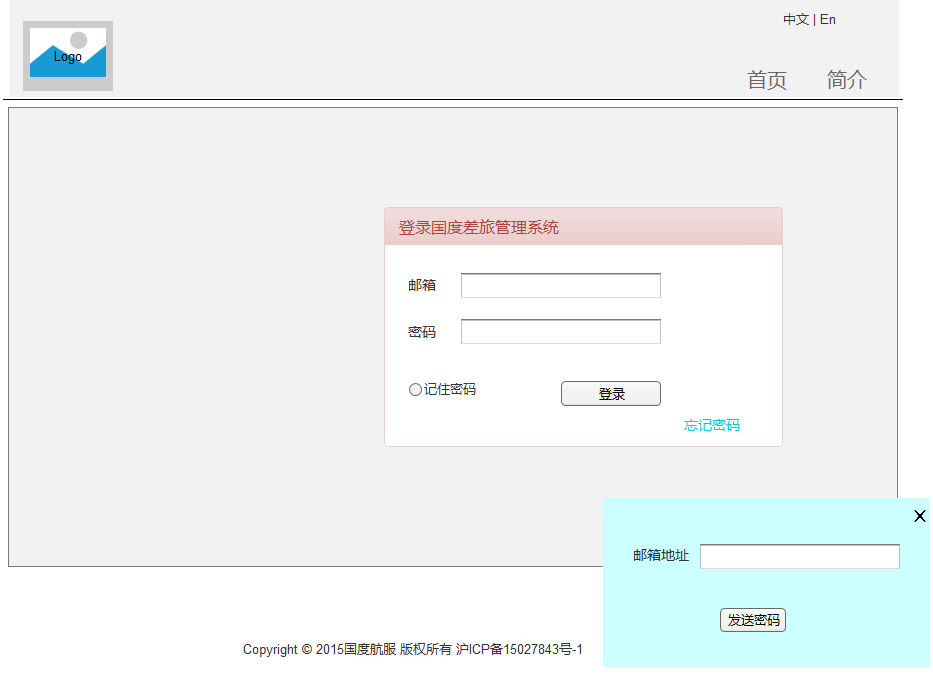 中文 | En
Logo
首页 简介
登录国度差旅管理系统
邮箱
密码
记住密码 登录
忘记密码
X
邮箱地址
发送密码
Copyright © 2015国度航服 版权所有 沪ICP备15027843号-1